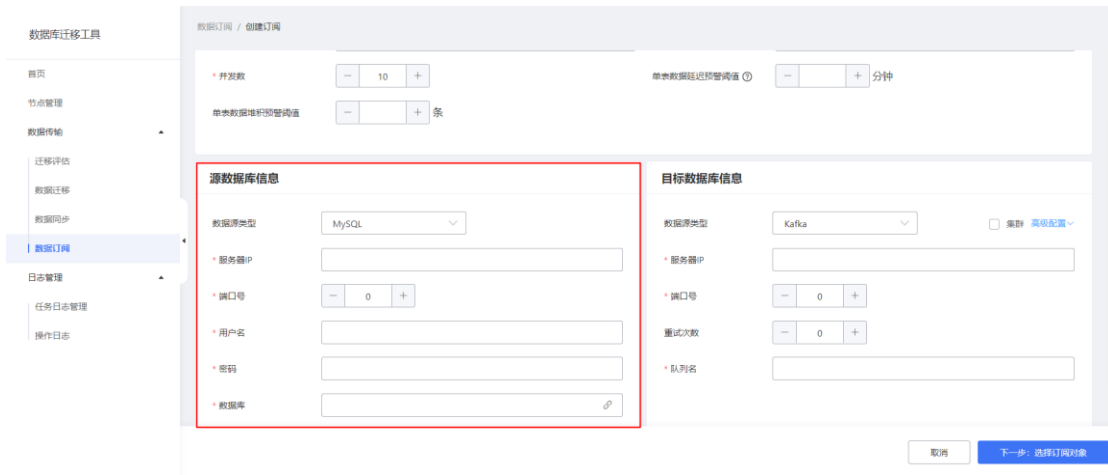 数据库迁移工具
首页
节点管理
数据传输
迁移评估
数据迁移
数据同步
数据订阅
日志管理
任务日志管理
操作日志
数据订阅 / 创建订阅
* 并发数 10 单表数据延迟预警阈值 分钟
单表数据堆积预警阈值 条
源数据库信息
数据源类型 MySQL
* 服务器IP
* 端口号 0
* 用户名
* 密码
* 数据库
目标数据库信息
数据源类型 Kafka 集群 高级配置
* 服务器IP
* 端口号 0
重试次数 0
* 队列名
取消 下一步：选择订阅对象